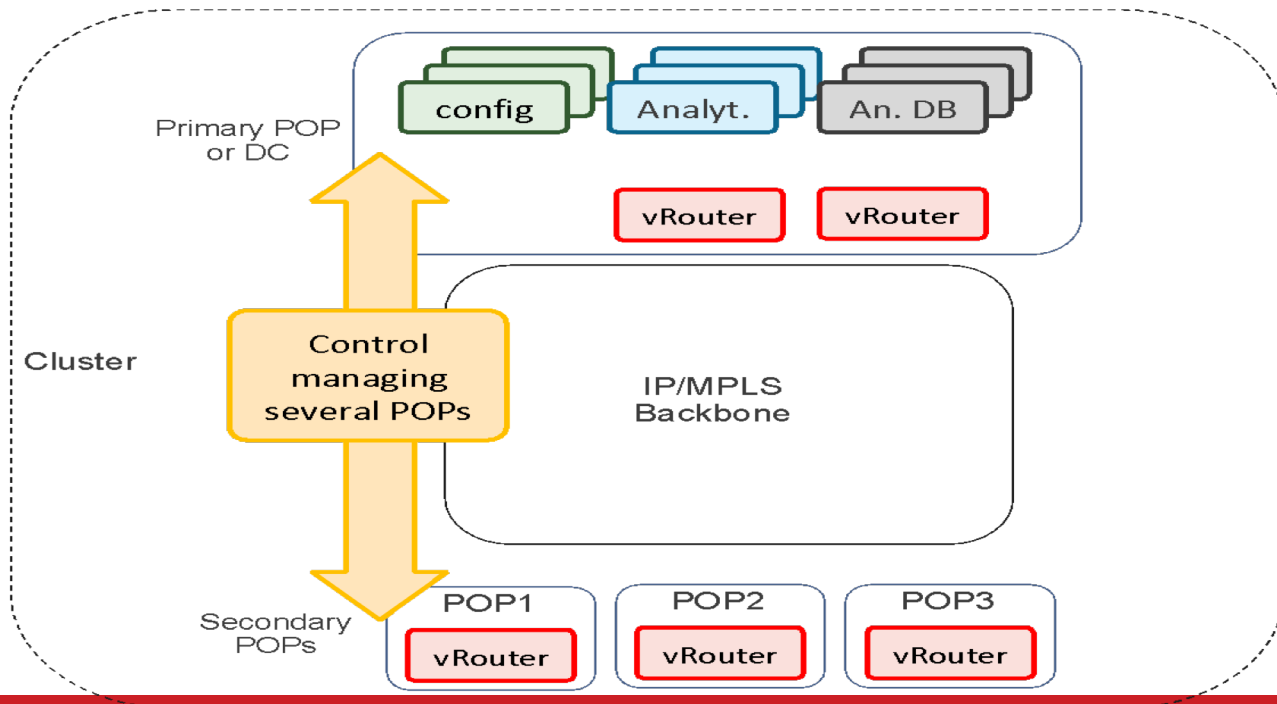 config
Analyt.
An. DB
Primary POP
or DC
vRouter
vRouter
Control
managing
several POPs
Cluster
IP/MPLS
Backbone
Secondary
POPs
POP1
POP2
POP3
vRouter
vRouter
vRouter